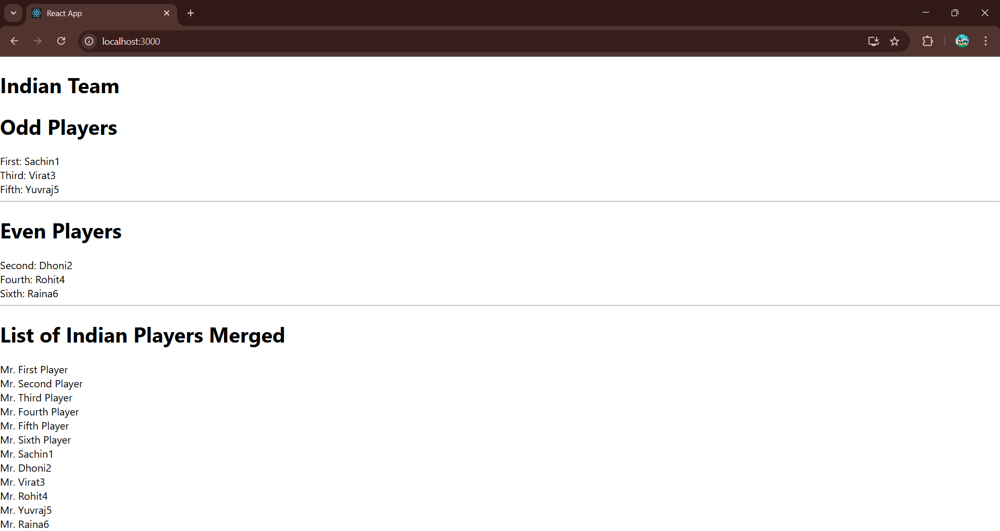 React App
localhost:3000
Indian Team
Odd Players
First: Sachin1
Third: Virat3
Fifth: Yuvraj5
Even Players
Second: Dhoni2
Fourth: Rohit4
Sixth: Raina6
List of Indian Players Merged
Mr. First Player
Mr. Second Player
Mr. Third Player
Mr. Fourth Player
Mr. Fifth Player
Mr. Sixth Player
Mr. Sachin1
Mr. Dhoni2
Mr. Virat3
Mr. Rohit4
Mr. Yuvraj5
Mr. Raina6